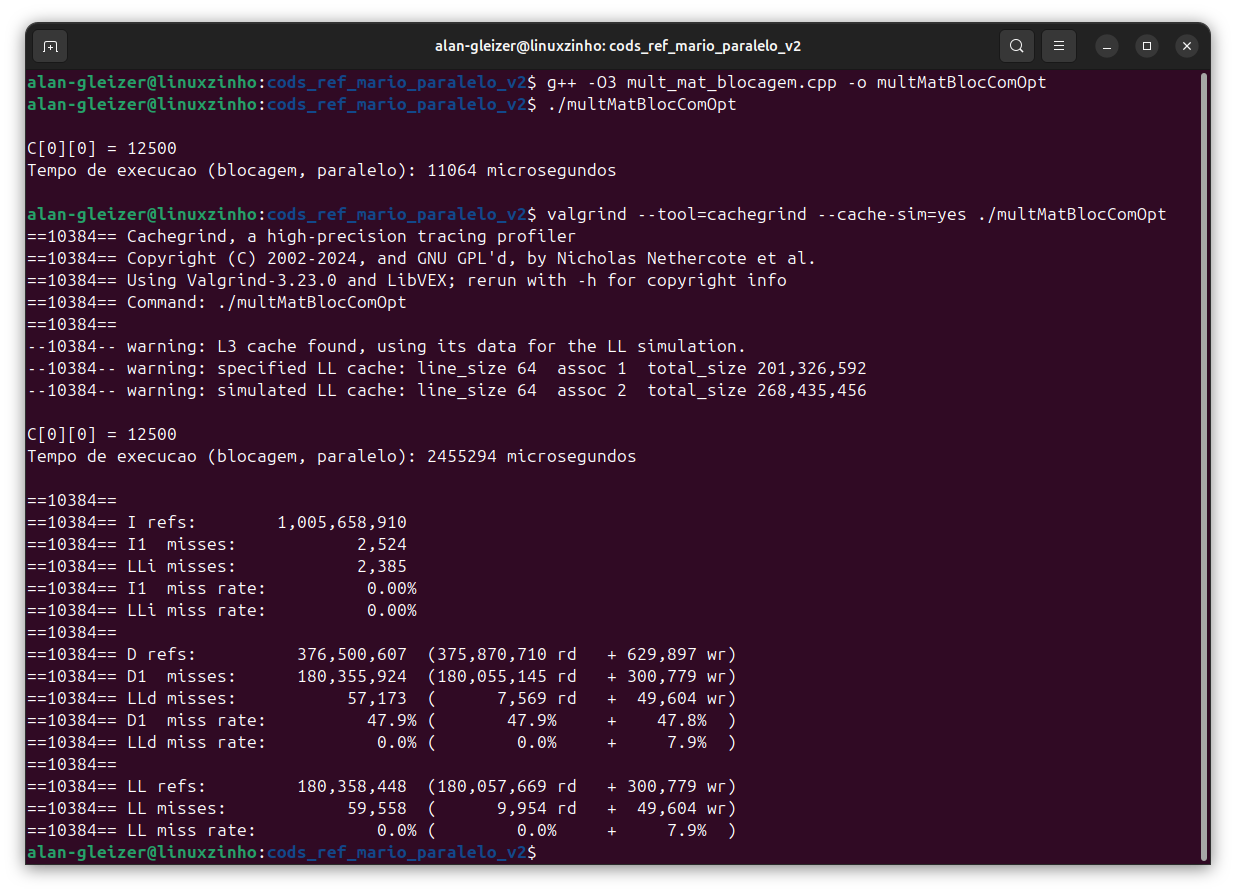 alan-gleizer@linuxzinho: cods_ref_mario_paralelo_v2
alan-gleizer@linuxzinho:cods_ref_mario_paralelo_v2$ g++ -O3 mult_mat_blocagem.cpp -o multMatBlocComOpt
alan-gleizer@linuxzinho:cods_ref_mario_paralelo_v2$ ./multMatBlocComOpt
C[0][0] = 12500
Tempo de execucao (blocagem, paralelo): 11064 microsegundos
alan-gleizer@linuxzinho:cods_ref_mario_paralelo_v2$ valgrind --tool=cachegrind --cache-sim=yes ./multMatBlocComOpt
==10384== Cachegrind, a high-precision tracing profiler
==10384== Copyright (C) 2002-2024, and GNU GPL'd, by Nicholas Nethercote et al.
==10384== Using Valgrind-3.23.0 and LibVEX; rerun with -h for copyright info
==10384== Command: ./multMatBlocComOpt
==10384==
--10384-- warning: L3 cache found, using its data for the LL simulation.
--10384-- warning: specified LL cache: line_size 64  assoc 1  total_size 201,326,592
--10384-- warning: simulated LL cache: line_size 64  assoc 2  total_size 268,435,456
C[0][0] = 12500
Tempo de execucao (blocagem, paralelo): 2455294 microsegundos
==10384==
==10384== I refs:        1,005,658,910
==10384== I1  misses:            2,524
==10384== LLi misses:            2,385
==10384== I1  miss rate:          0.00%
==10384== LLi miss rate:          0.00%
==10384==
==10384== D refs:          376,500,607  (375,870,710 rd   + 629,897 wr)
==10384== D1  misses:      180,355,924  (180,055,145 rd   + 300,779 wr)
==10384== LLd misses:           57,173  (      7,569 rd   +  49,604 wr)
==10384== D1  miss rate:          47.9% (       47.9%     +    47.8%  )
==10384== LLd miss rate:           0.0% (        0.0%     +     7.9%  )
==10384==
==10384== LL refs:         180,358,448  (180,057,669 rd   + 300,779 wr)
==10384== LL misses:            59,558  (      9,954 rd   +  49,604 wr)
==10384== LL miss rate:            0.0% (        0.0%     +     7.9%  )
alan-gleizer@linuxzinho:cods_ref_mario_paralelo_v2$